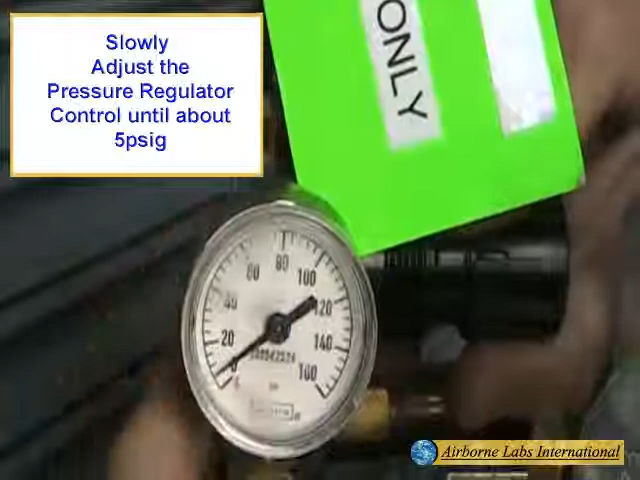 Slowly
Adjust the
Pressure Regulator
Control until about
5psig
ONLY
60
80
100
40
120
20
140
0
160
Airborne Labs International